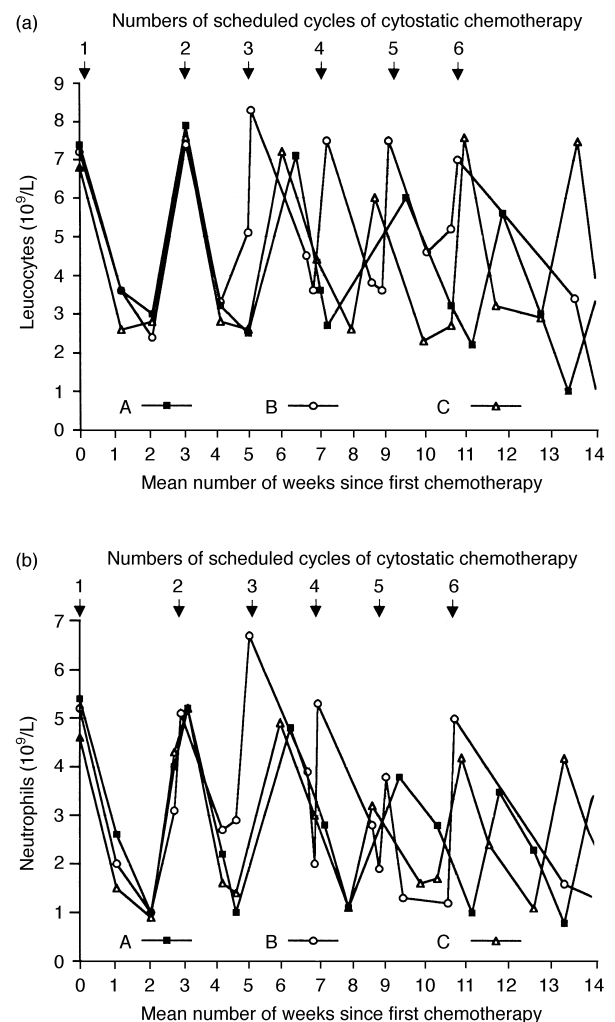 (a) Numbers of scheduled cycles of cytostatic chemotherapy
1 2 3 4 5 6
9
8
7
6
5
4
3
2
1
0
Leucocytes (10⁹/L)
A B C
0 1 2 3 4 5 6 7 8 9 10 11 12 13 14
Mean number of weeks since first chemotherapy
(b) Numbers of scheduled cycles of cytostatic chemotherapy
1 2 3 4 5 6
7
6
5
4
3
2
1
0
Neutrophils (10⁹/L)
A B C
0 1 2 3 4 5 6 7 8 9 10 11 12 13 14
Mean number of weeks since first chemotherapy